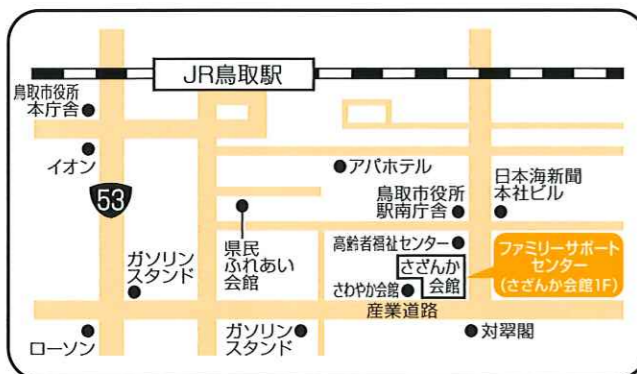 JR鳥取駅
鳥取市役所
本庁舎
イオン
アパホテル
53
鳥取市役所
駅南庁舎
日本海新聞
本社ビル
県民
ふれあい
会館
高齢者福祉センター
ファミリーサポート
センター
(さざんか会館1F)
さざんか
会館
ガソリン
スタンド
さわやか会館
産業道路
ローソン
ガソリン
スタンド
対翠閣